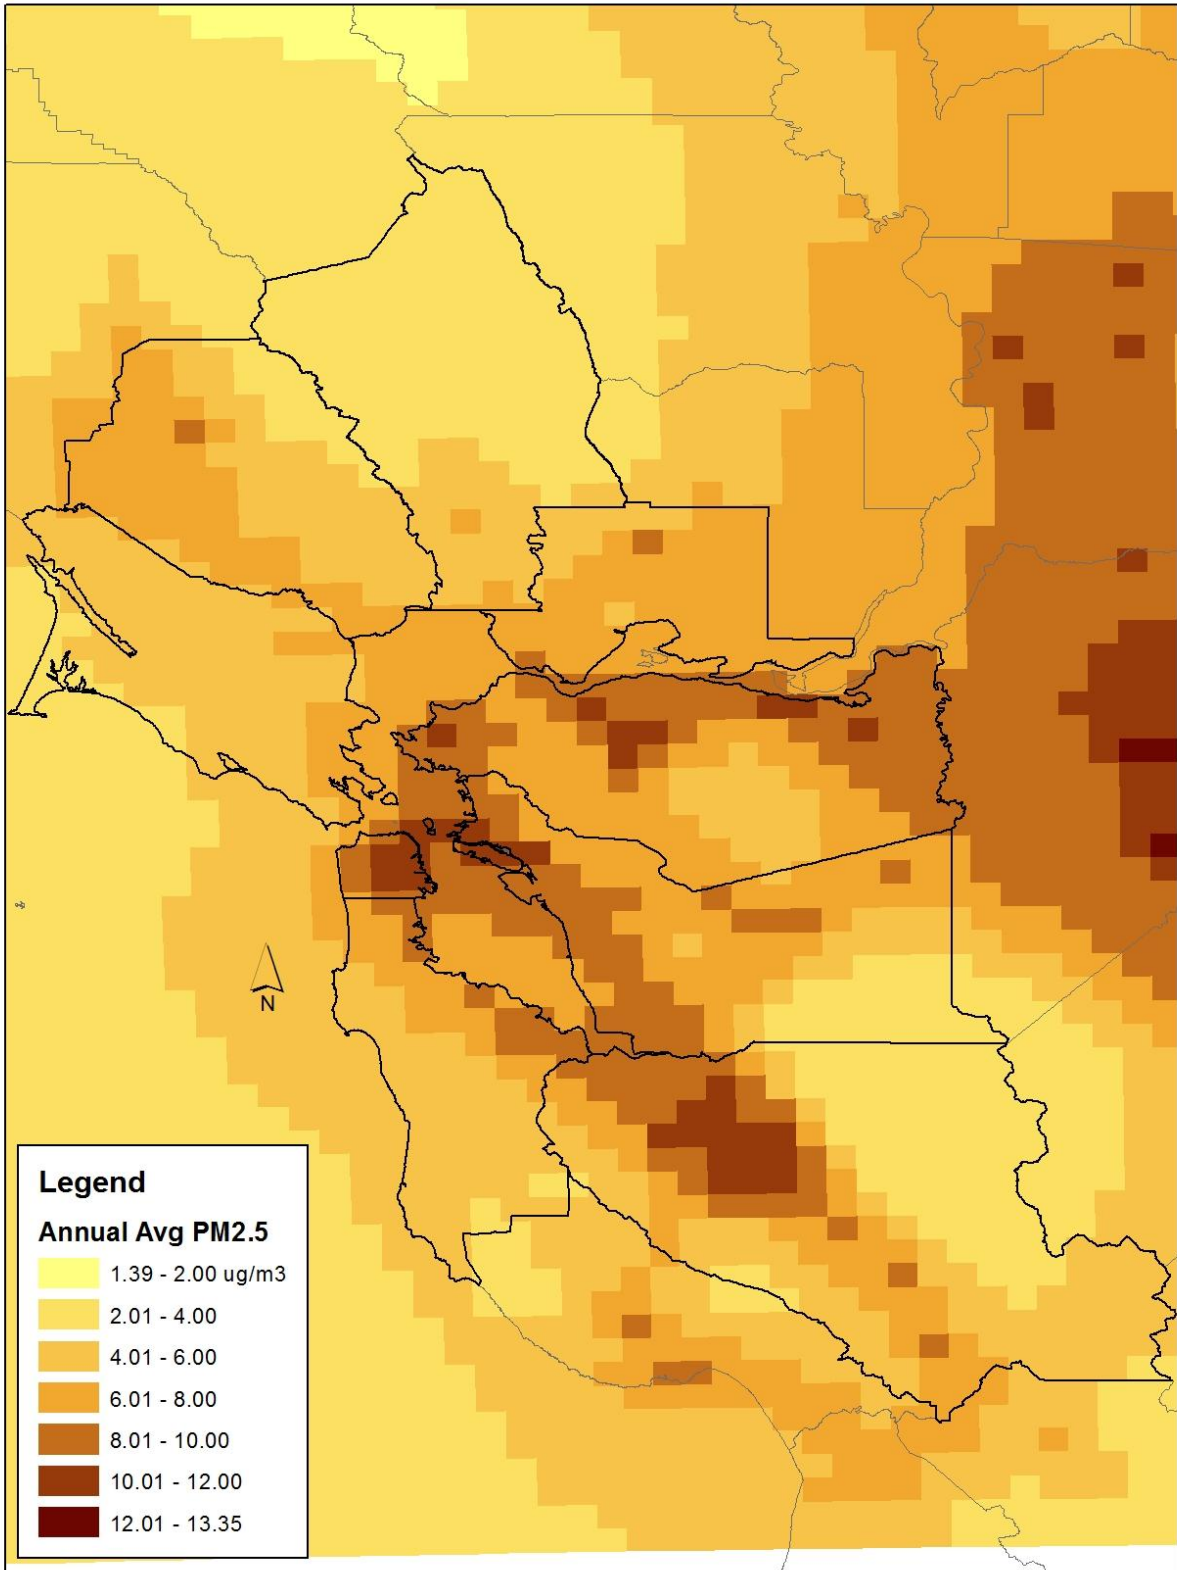 N
Legend
Annual Avg PM2.5
1.39 - 2.00 ug/m3
2.01 - 4.00
4.01 - 6.00
6.01 - 8.00
8.01 - 10.00
10.01 - 12.00
12.01 - 13.35